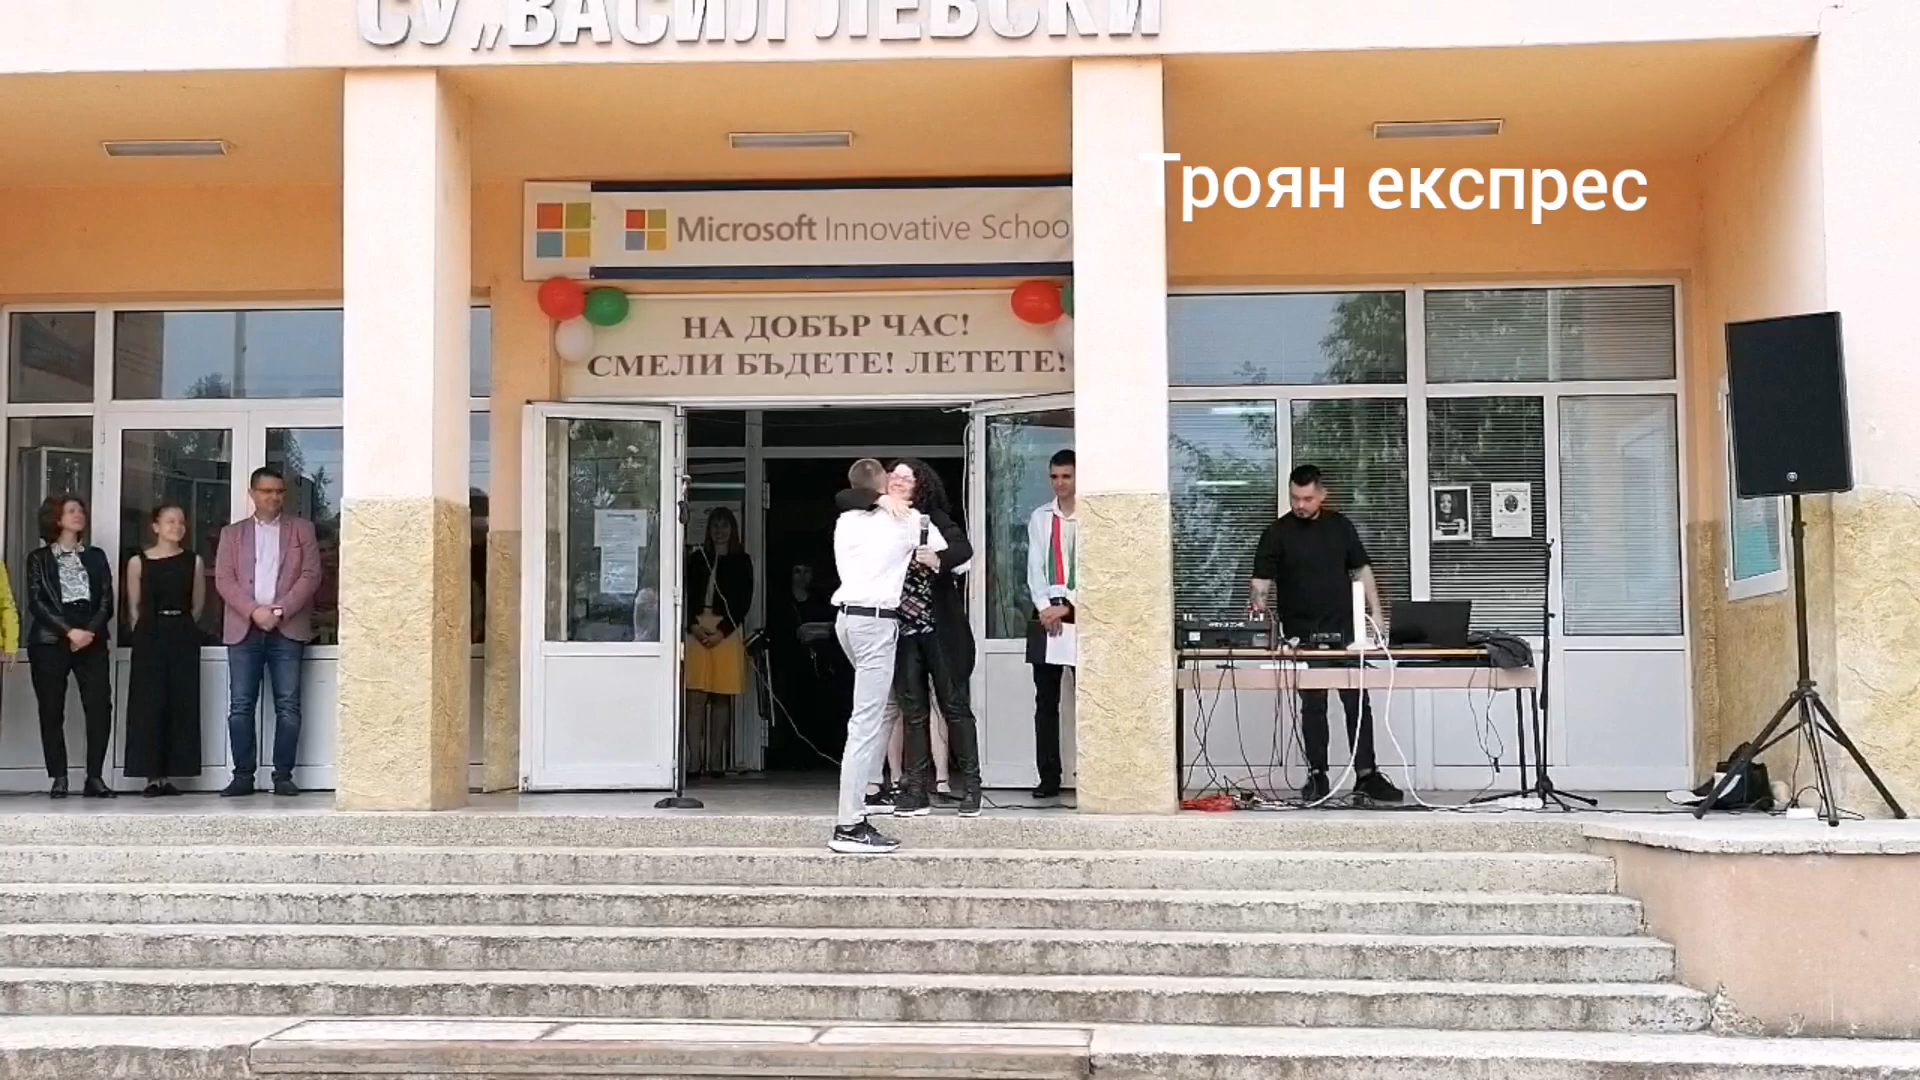 СУ „ВАСИЛ ЛЕВСКИ
Троян експрес
Microsoft Innovative Schoo
НА ДОБЪР ЧАС!
СМЕЛИ БЪДЕТЕ! ЛЕТЕТЕ!